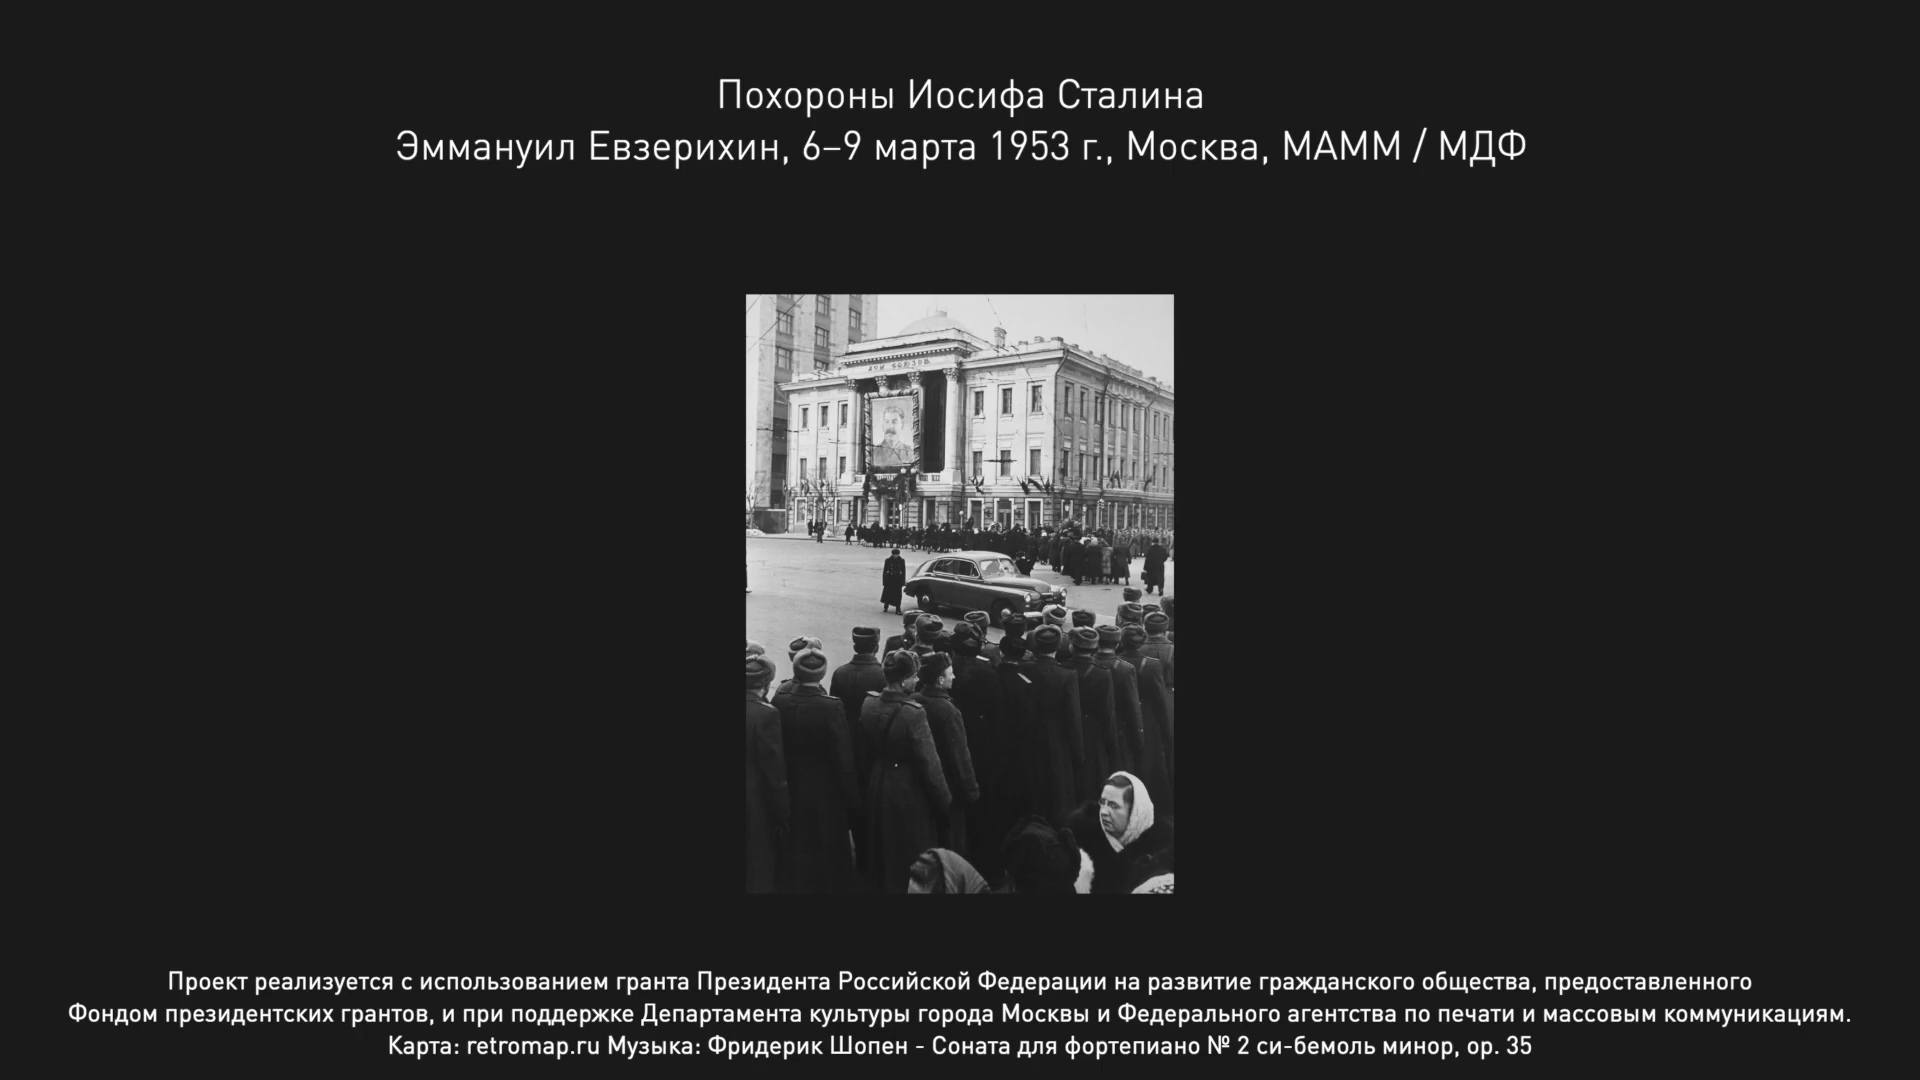 Похороны Иосифа Сталина
Эммануил Евзерихин, 6–9 марта 1953 г., Москва, МАММ / МДФ
ДОМ СОЮЗОВ
Проект реализуется с использованием гранта Президента Российской Федерации на развитие гражданского общества, предоставленного
Фондом президентских грантов, и при поддержке Департамента культуры города Москвы и Федерального агентства по печати и массовым коммуникациям.
Карта: retromap.ru Музыка: Фридерик Шопен - Соната для фортепиано № 2 си-бемоль минор, ор. 35